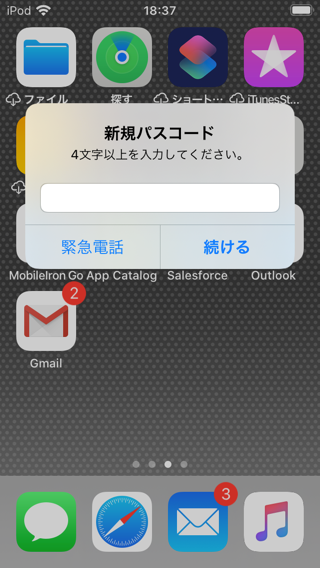 iPod 18:37
ファイル 探す ショート… iTunes St…
新規パスコード
4文字以上を入力してください。
緊急電話 続ける
MobileIron Go App Catalog Salesforce Outlook
2
Gmail
3